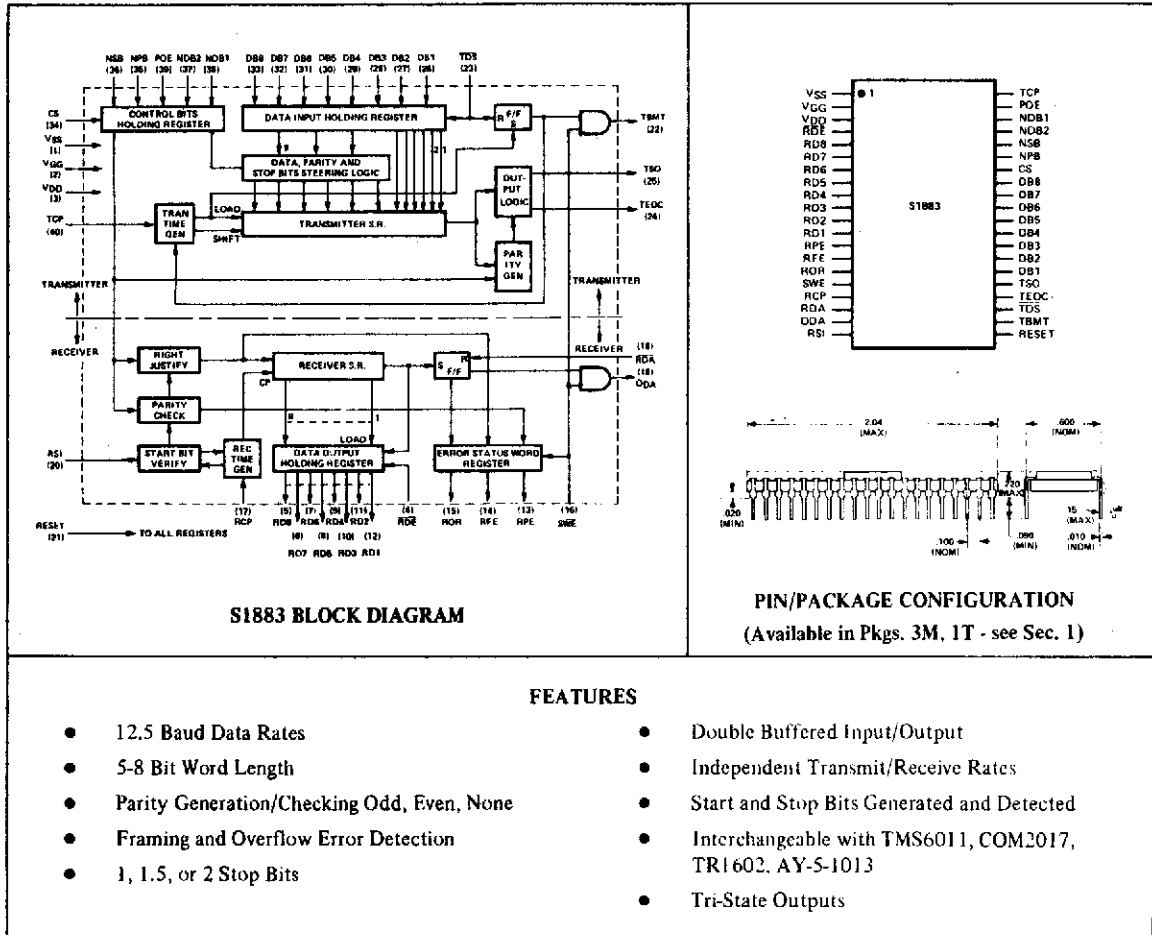 NSB NPB POE NDB2 NDB1 DB8 DB7 DB6 DB5 DB4 DB3 DB2 DB1 TDS
(36) (35) (39) (37) (38) (33) (32) (31) (30) (29) (28) (27) (26) (23)
CS
(34)
CONTROL BITS
HOLDING REGISTER
DATA INPUT HOLDING REGISTER
R F/F
S
TBMT
(22)
VSS
(1)
VGG
(2)
VDD
(3)
8
2 1
DATA, PARITY AND
STOP BITS STEERING LOGIC
OUT-
PUT
LOGIC
TSO
(25)
TEOC
(24)
TCP
(40)
TRAN
TIME
GEN
LOAD
SHIFT
TRANSMITTER S.R.
PAR
ITY
GEN
TRANSMITTER
TRANSMITTER
RECEIVER
RECEIVER
RIGHT
JUSTIFY
RECEIVER S.R.
CP
S R
F/F
(18)
RDA
ODA
PARITY
CHECK
8 1
LOAD
RSI
(20)
START BIT
VERIFY
REC
TIME
GEN
DATA OUTPUT
HOLDING REGISTER
ERROR STATUS WORD
REGISTER
(17) (5) (7) (9) (11) (4) (15) (14) (13) (16)
RCP RD8 RD6 RD4 RD2 RDE ROR RFE RPE SWE
(6) (8) (10) (12)
RD7 RD5 RD3 RD1
RESET
(21)
TO ALL REGISTERS
S1883 BLOCK DIAGRAM
VSS 1 TCP
VGG POE
VDD NDB1
RDE NDB2
RD8 NSB
RD7 NPB
RD6 CS
RD5 DB8
RD4 DB7
RD3 S1883 DB6
RD2 DB5
RD1 DB4
RPE DB3
RFE DB2
ROR DB1
SWE TSO
RCP TEOC
RDA TDS
ODA TBMT
RSI RESET
2.04
(MAX)
.600
(NOM)
.020
(MIN)
.220
(MAX)
.100
(NOM)
.090
(MIN)
15
(MAX)
.010
(NOM)
PIN/PACKAGE CONFIGURATION
(Available in Pkgs. 3M, 1T - see Sec. 1)
FEATURES
● 12.5 Baud Data Rates
● 5-8 Bit Word Length
● Parity Generation/Checking Odd, Even, None
● Framing and Overflow Error Detection
● 1, 1.5, or 2 Stop Bits
● Double Buffered Input/Output
● Independent Transmit/Receive Rates
● Start and Stop Bits Generated and Detected
● Interchangeable with TMS6011, COM2017,
TR1602, AY-5-1013
● Tri-State Outputs